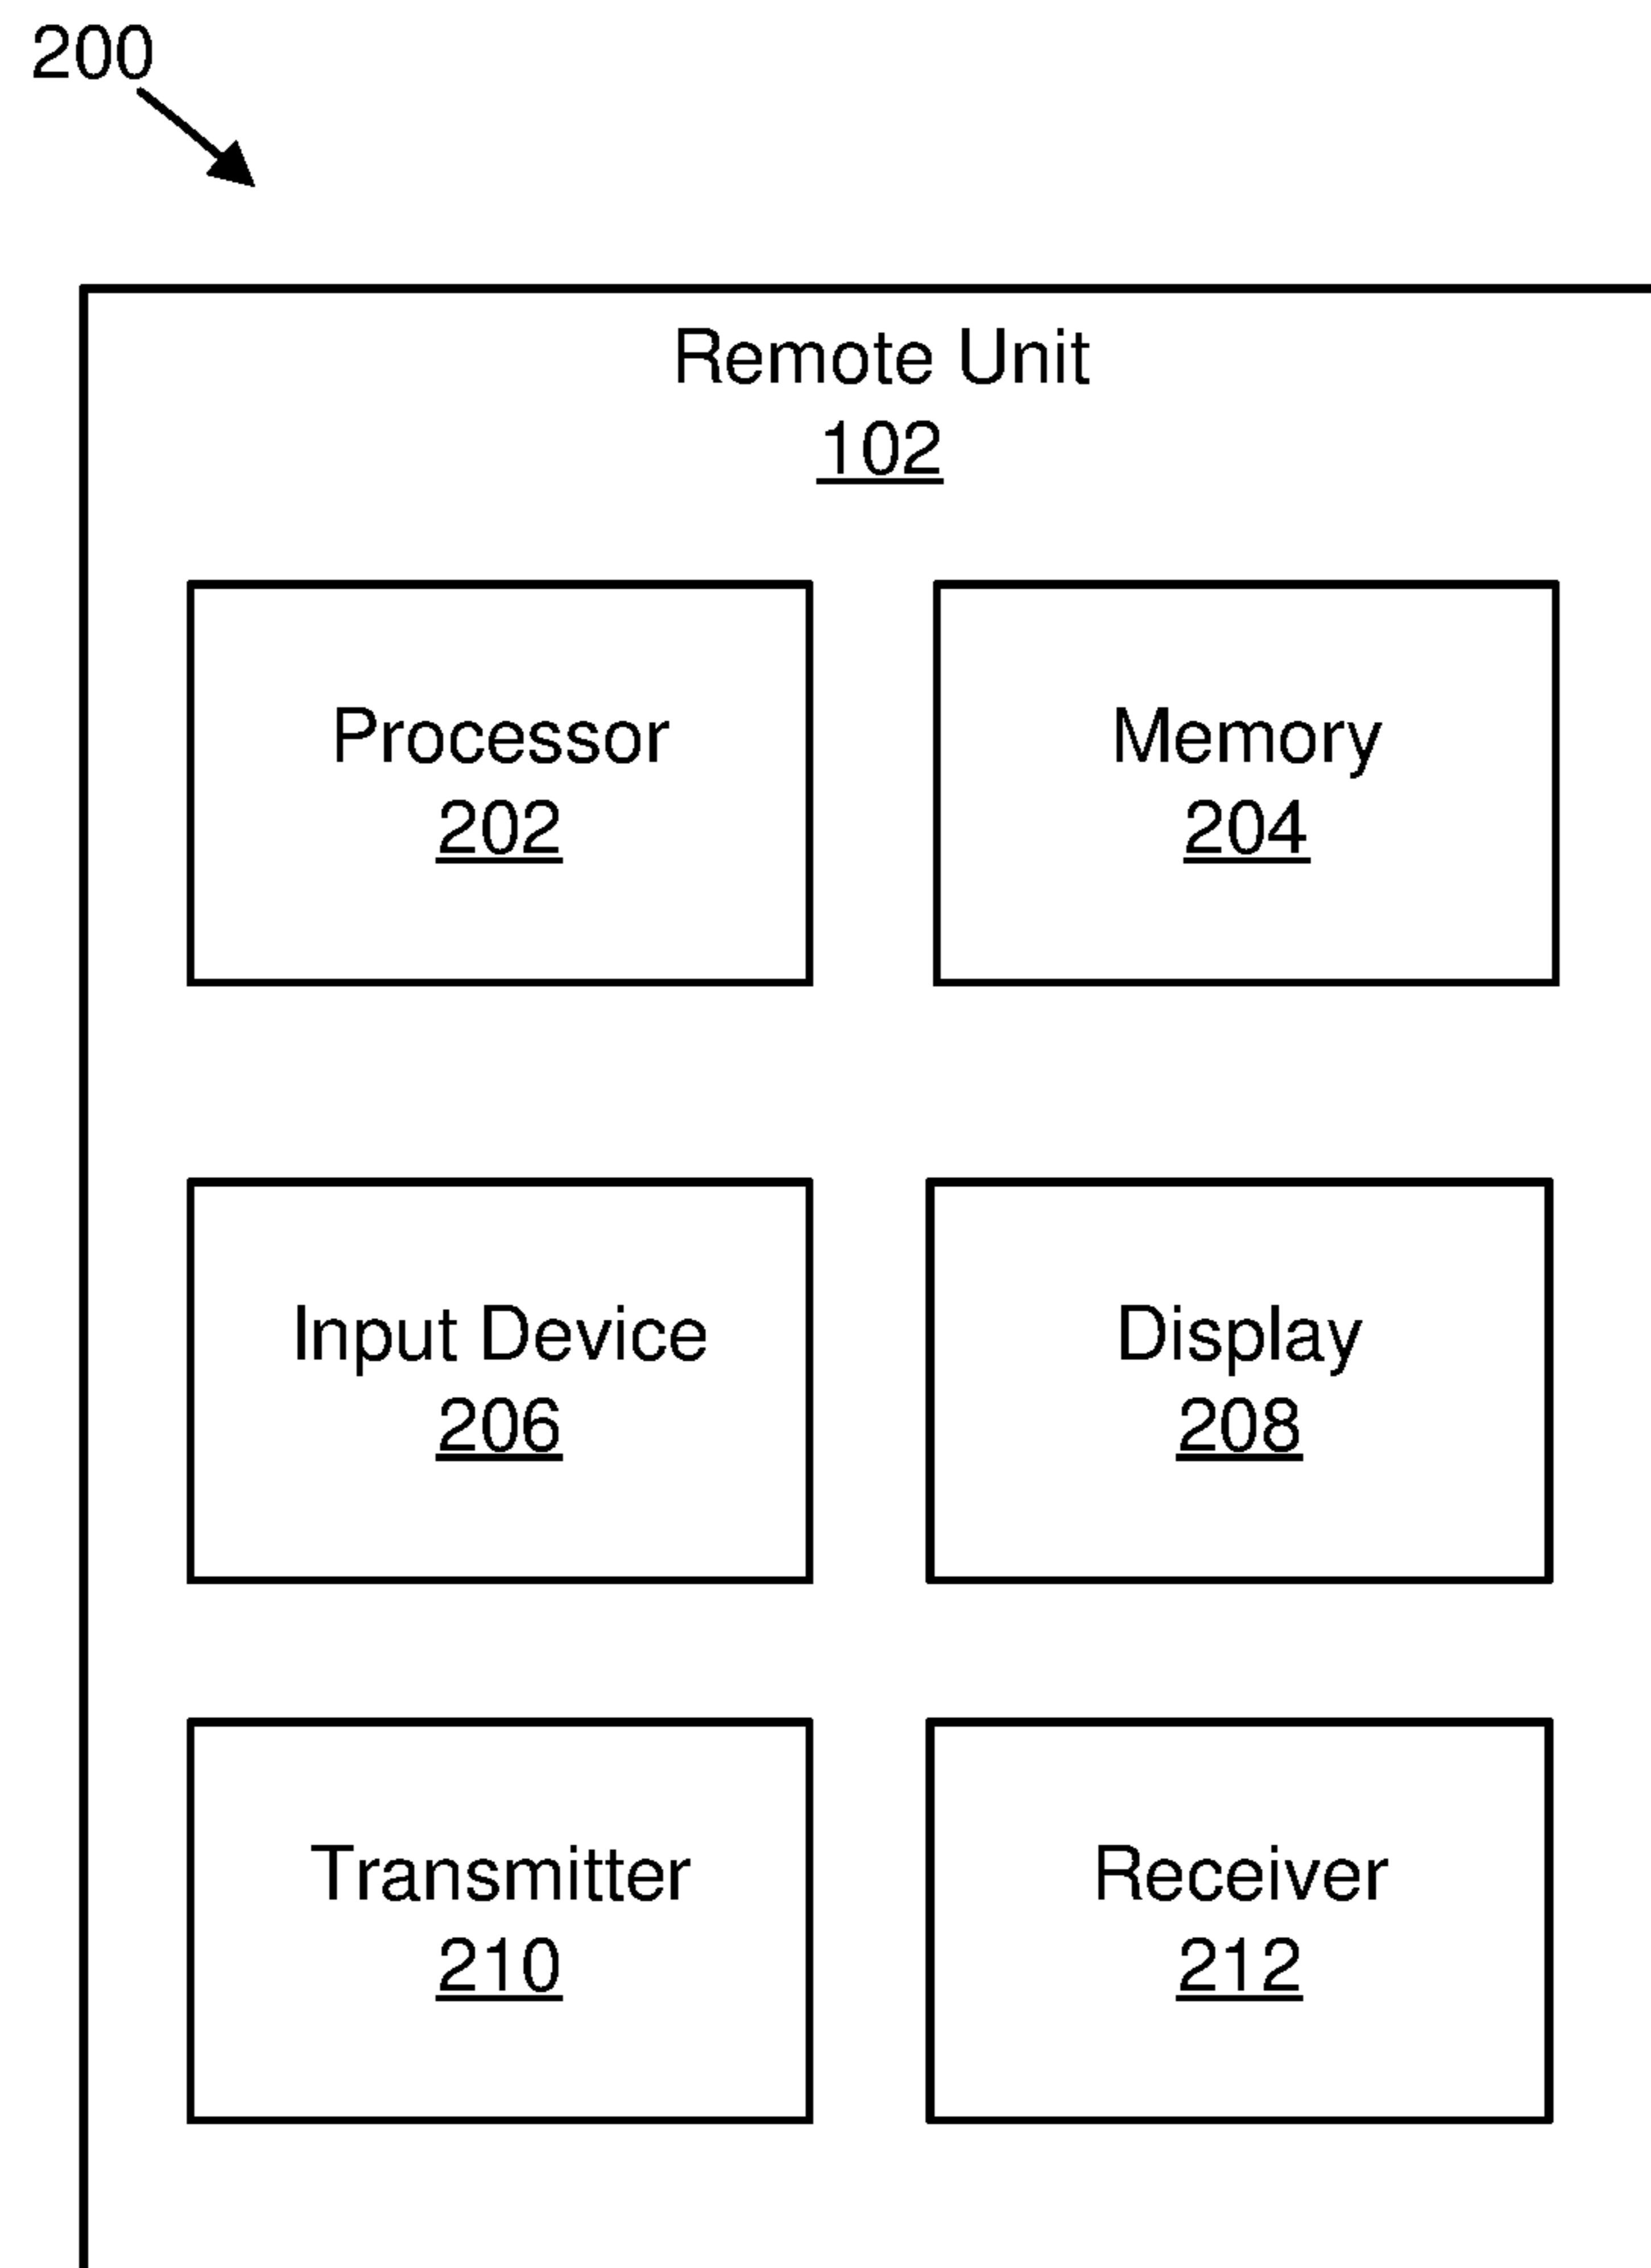 200
Remote Unit
102
Processor
202
Memory
204
Input Device
206
Display
208
Transmitter
210
Receiver
212